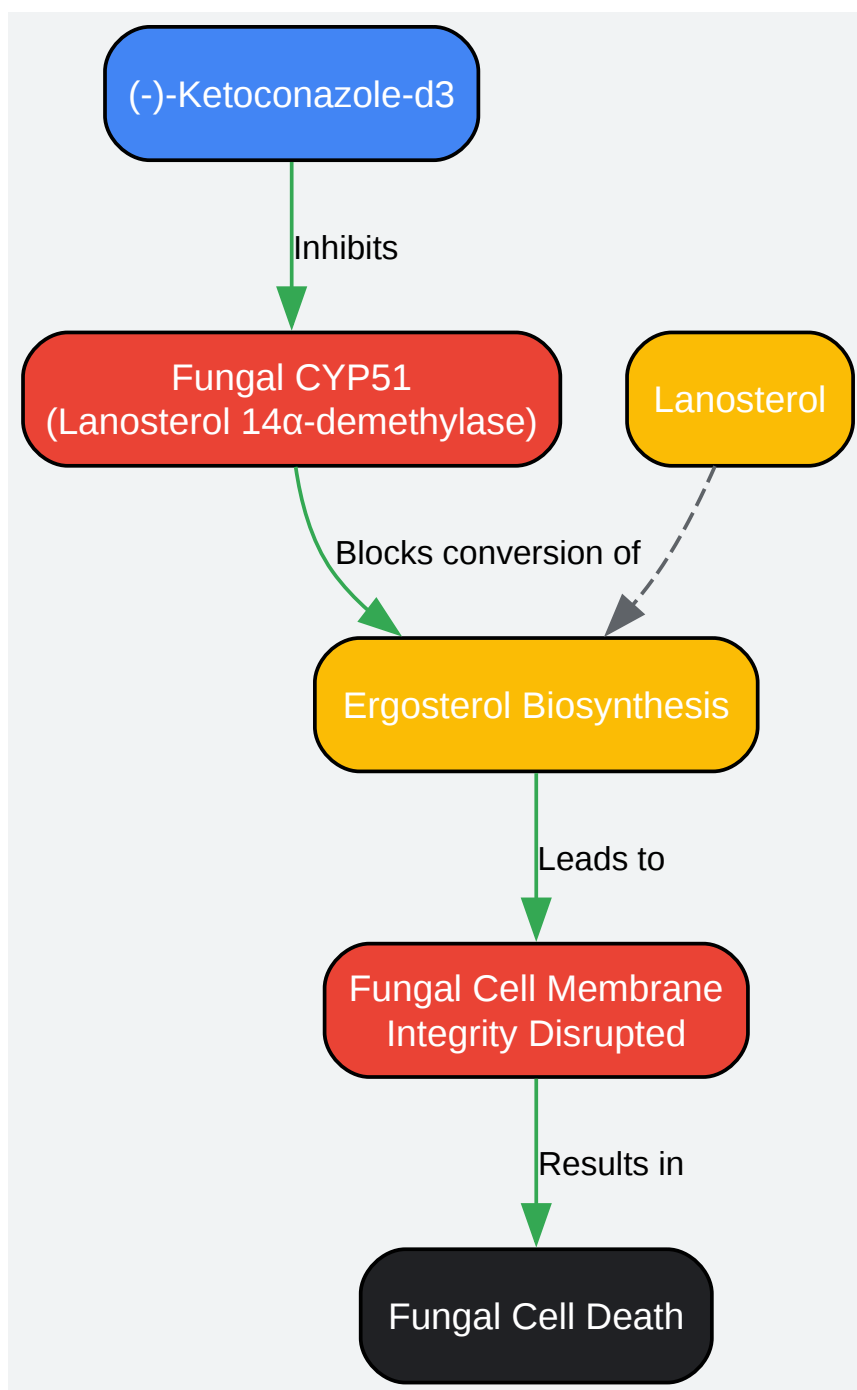 (-)-Ketoconazole-d3
Inhibits
Fungal CYP51
(Lanosterol 14α-demethylase)
Lanosterol
Blocks conversion of
Ergosterol Biosynthesis
Leads to
Fungal Cell Membrane
Integrity Disrupted
Results in
Fungal Cell Death